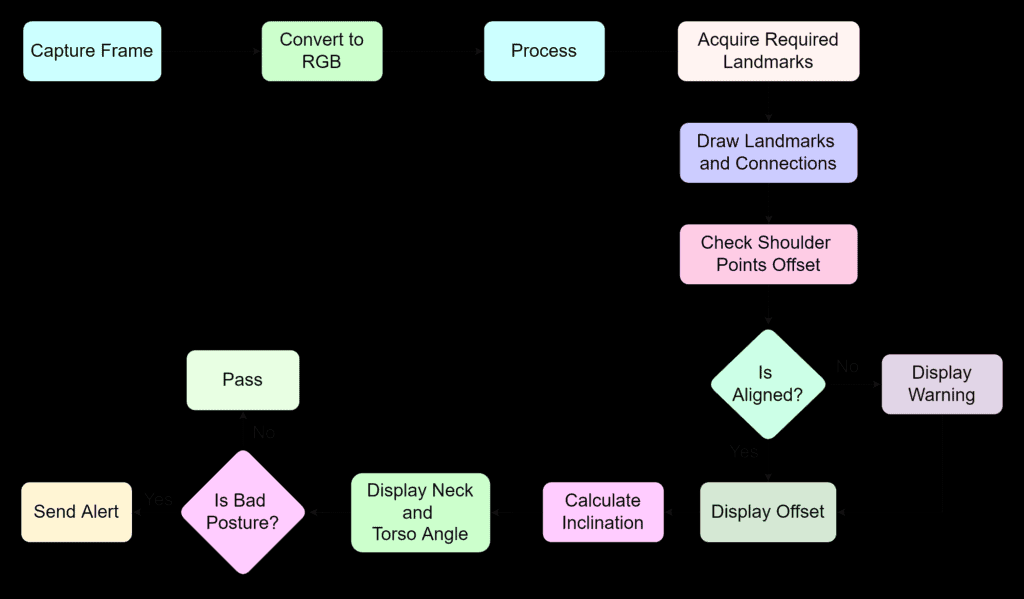 Capture Frame
Convert to
RGB
Process
Acquire Required
Landmarks
Draw Landmarks
and Connections
Check Shoulder
Points Offset
Is
Aligned?
No
Display
Warning
Yes
Display Offset
Calculate
Inclination
Display Neck
and
Torso Angle
Is Bad
Posture?
No
Pass
Yes
Send Alert